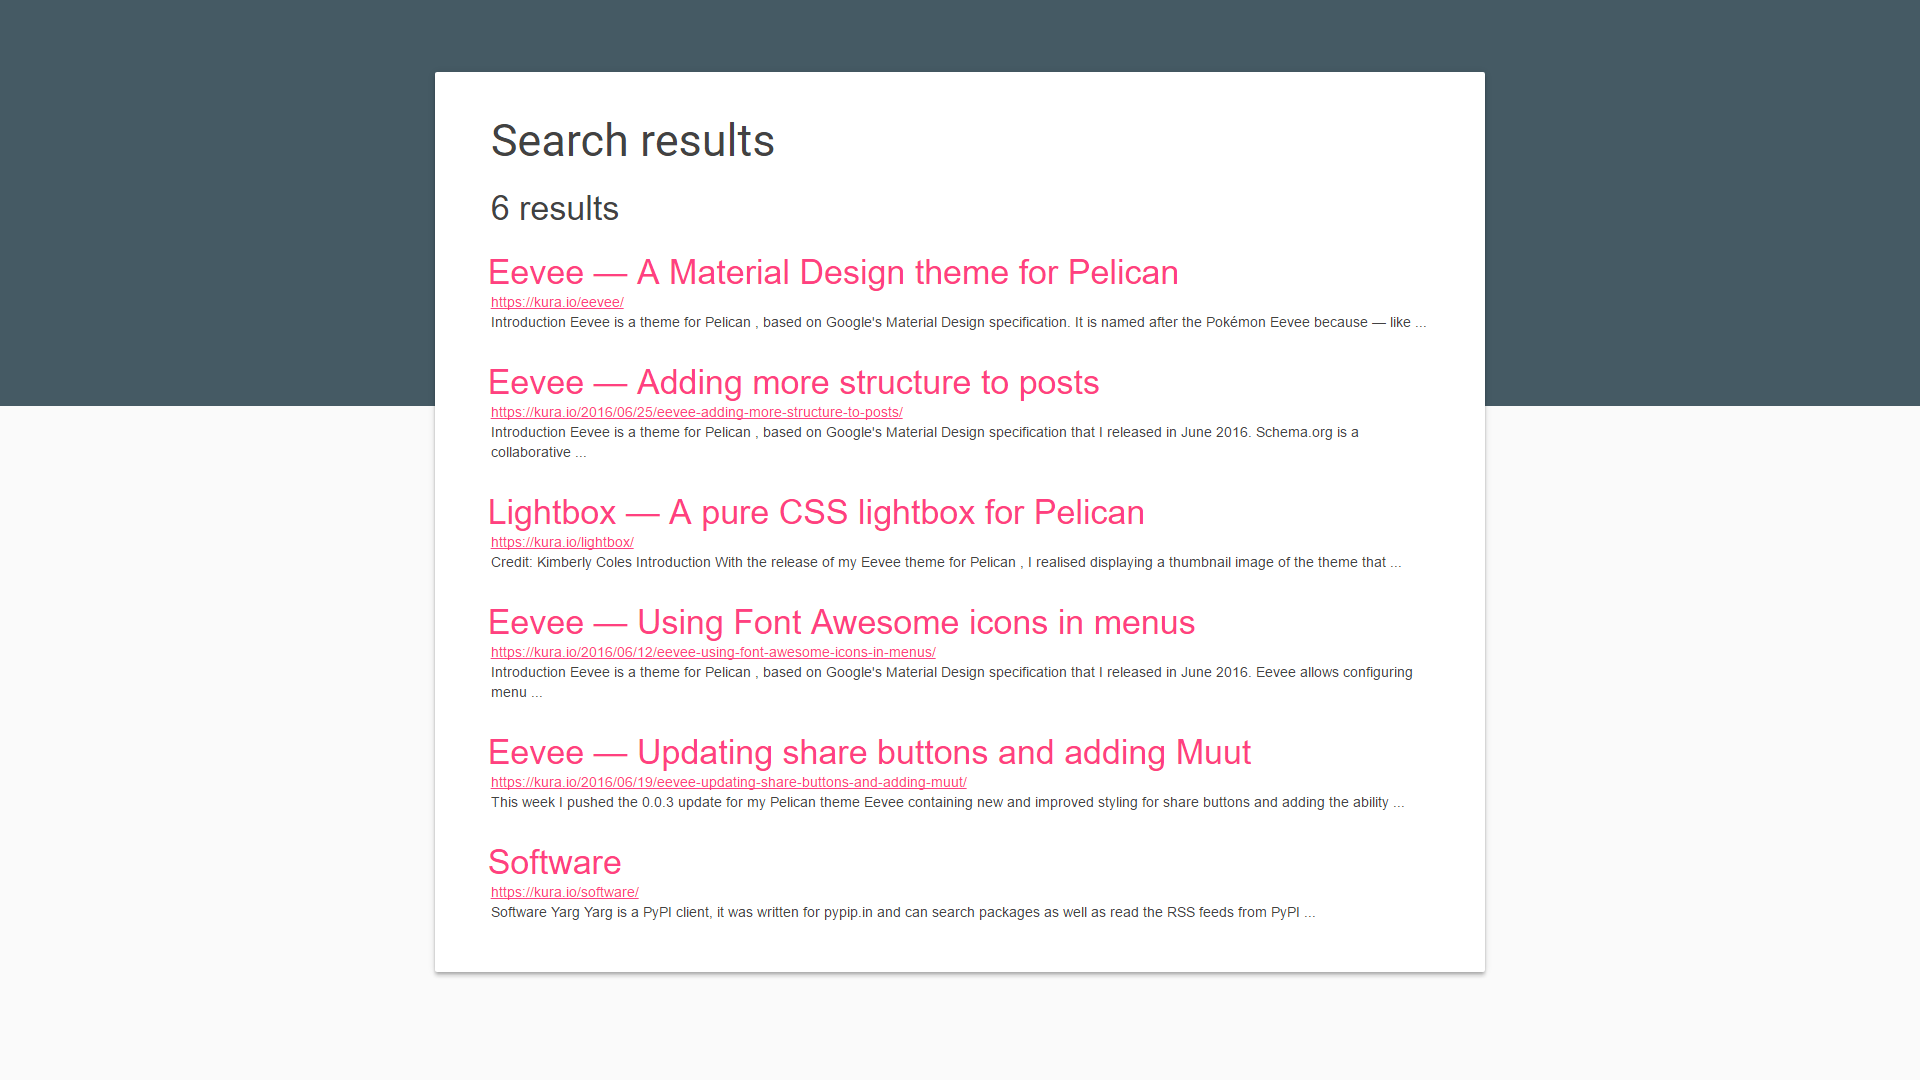 Search results
6 results
Eevee — A Material Design theme for Pelican
https://kura.io/eevee/
Introduction Eevee is a theme for Pelican , based on Google's Material Design specification. It is named after the Pokémon Eevee because — like ...
Eevee — Adding more structure to posts
https://kura.io/2016/06/25/eevee-adding-more-structure-to-posts/
Introduction Eevee is a theme for Pelican , based on Google's Material Design specification that I released in June 2016. Schema.org is a
collaborative ...
Lightbox — A pure CSS lightbox for Pelican
https://kura.io/lightbox/
Credit: Kimberly Coles Introduction With the release of my Eevee theme for Pelican , I realised displaying a thumbnail image of the theme that ...
Eevee — Using Font Awesome icons in menus
https://kura.io/2016/06/12/eevee-using-font-awesome-icons-in-menus/
Introduction Eevee is a theme for Pelican , based on Google's Material Design specification that I released in June 2016. Eevee allows configuring
menu ...
Eevee — Updating share buttons and adding Muut
https://kura.io/2016/06/19/eevee-updating-share-buttons-and-adding-muut/
This week I pushed the 0.0.3 update for my Pelican theme Eevee containing new and improved styling for share buttons and adding the ability ...
Software
https://kura.io/software/
Software Yarg Yarg is a PyPI client, it was written for pypip.in and can search packages as well as read the RSS feeds from PyPI ...